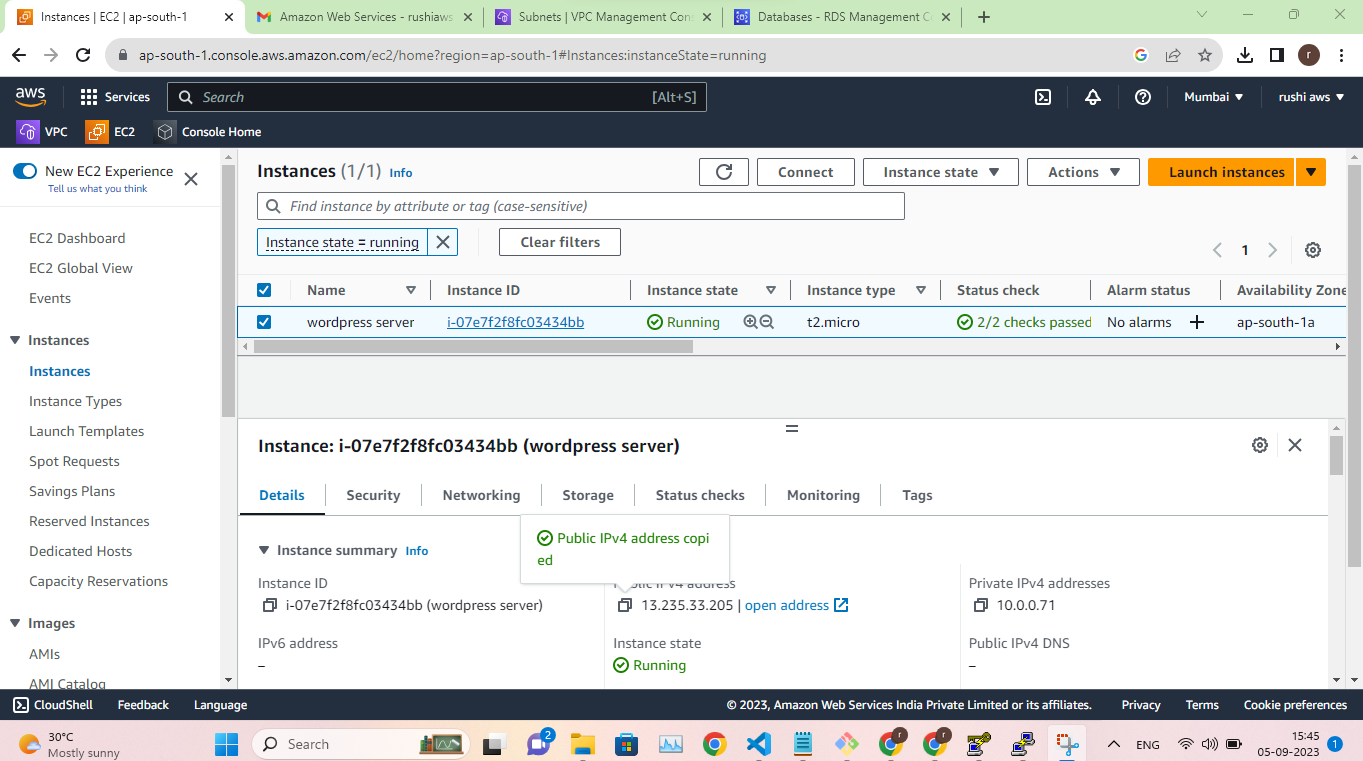 Instances | EC2 | ap-south-1
Amazon Web Services - rushiaws
Subnets | VPC Management Con
Databases - RDS Management C
ap-south-1.console.aws.amazon.com/ec2/home?region=ap-south-1#Instances:instanceState=running
r
aws
Services
Search
[Alt+S]
Mumbai
rushi aws
VPC
EC2
Console Home
New EC2 Experience
Tell us what you think
EC2 Dashboard
EC2 Global View
Events
Instances
Instances
Instance Types
Launch Templates
Spot Requests
Savings Plans
Reserved Instances
Dedicated Hosts
Capacity Reservations
Images
AMIs
AMI Catalog
Instances (1/1) Info
Connect
Instance state
Actions
Launch instances
Find instance by attribute or tag (case-sensitive)
Instance state = running
Clear filters
1
Name
Instance ID
Instance state
Instance type
Status check
Alarm status
Availability Zone
wordpress server
i-07e7f2f8fc03434bb
Running
t2.micro
2/2 checks passed
No alarms
ap-south-1a
Instance: i-07e7f2f8fc03434bb (wordpress server)
Details
Security
Networking
Storage
Status checks
Monitoring
Tags
Public IPv4 address copi
ed
Instance summary Info
Instance ID
i-07e7f2f8fc03434bb (wordpress server)
Public IPv4 address
13.235.33.205 | open address
Private IPv4 addresses
10.0.0.71
IPv6 address
–
Instance state
Running
Public IPv4 DNS
–
CloudShell
Feedback
Language
© 2023, Amazon Web Services India Private Limited or its affiliates.
Privacy
Terms
Cookie preferences
30°C
Mostly sunny
Search
2
r
r
ENG
15:45
05-09-2023
1